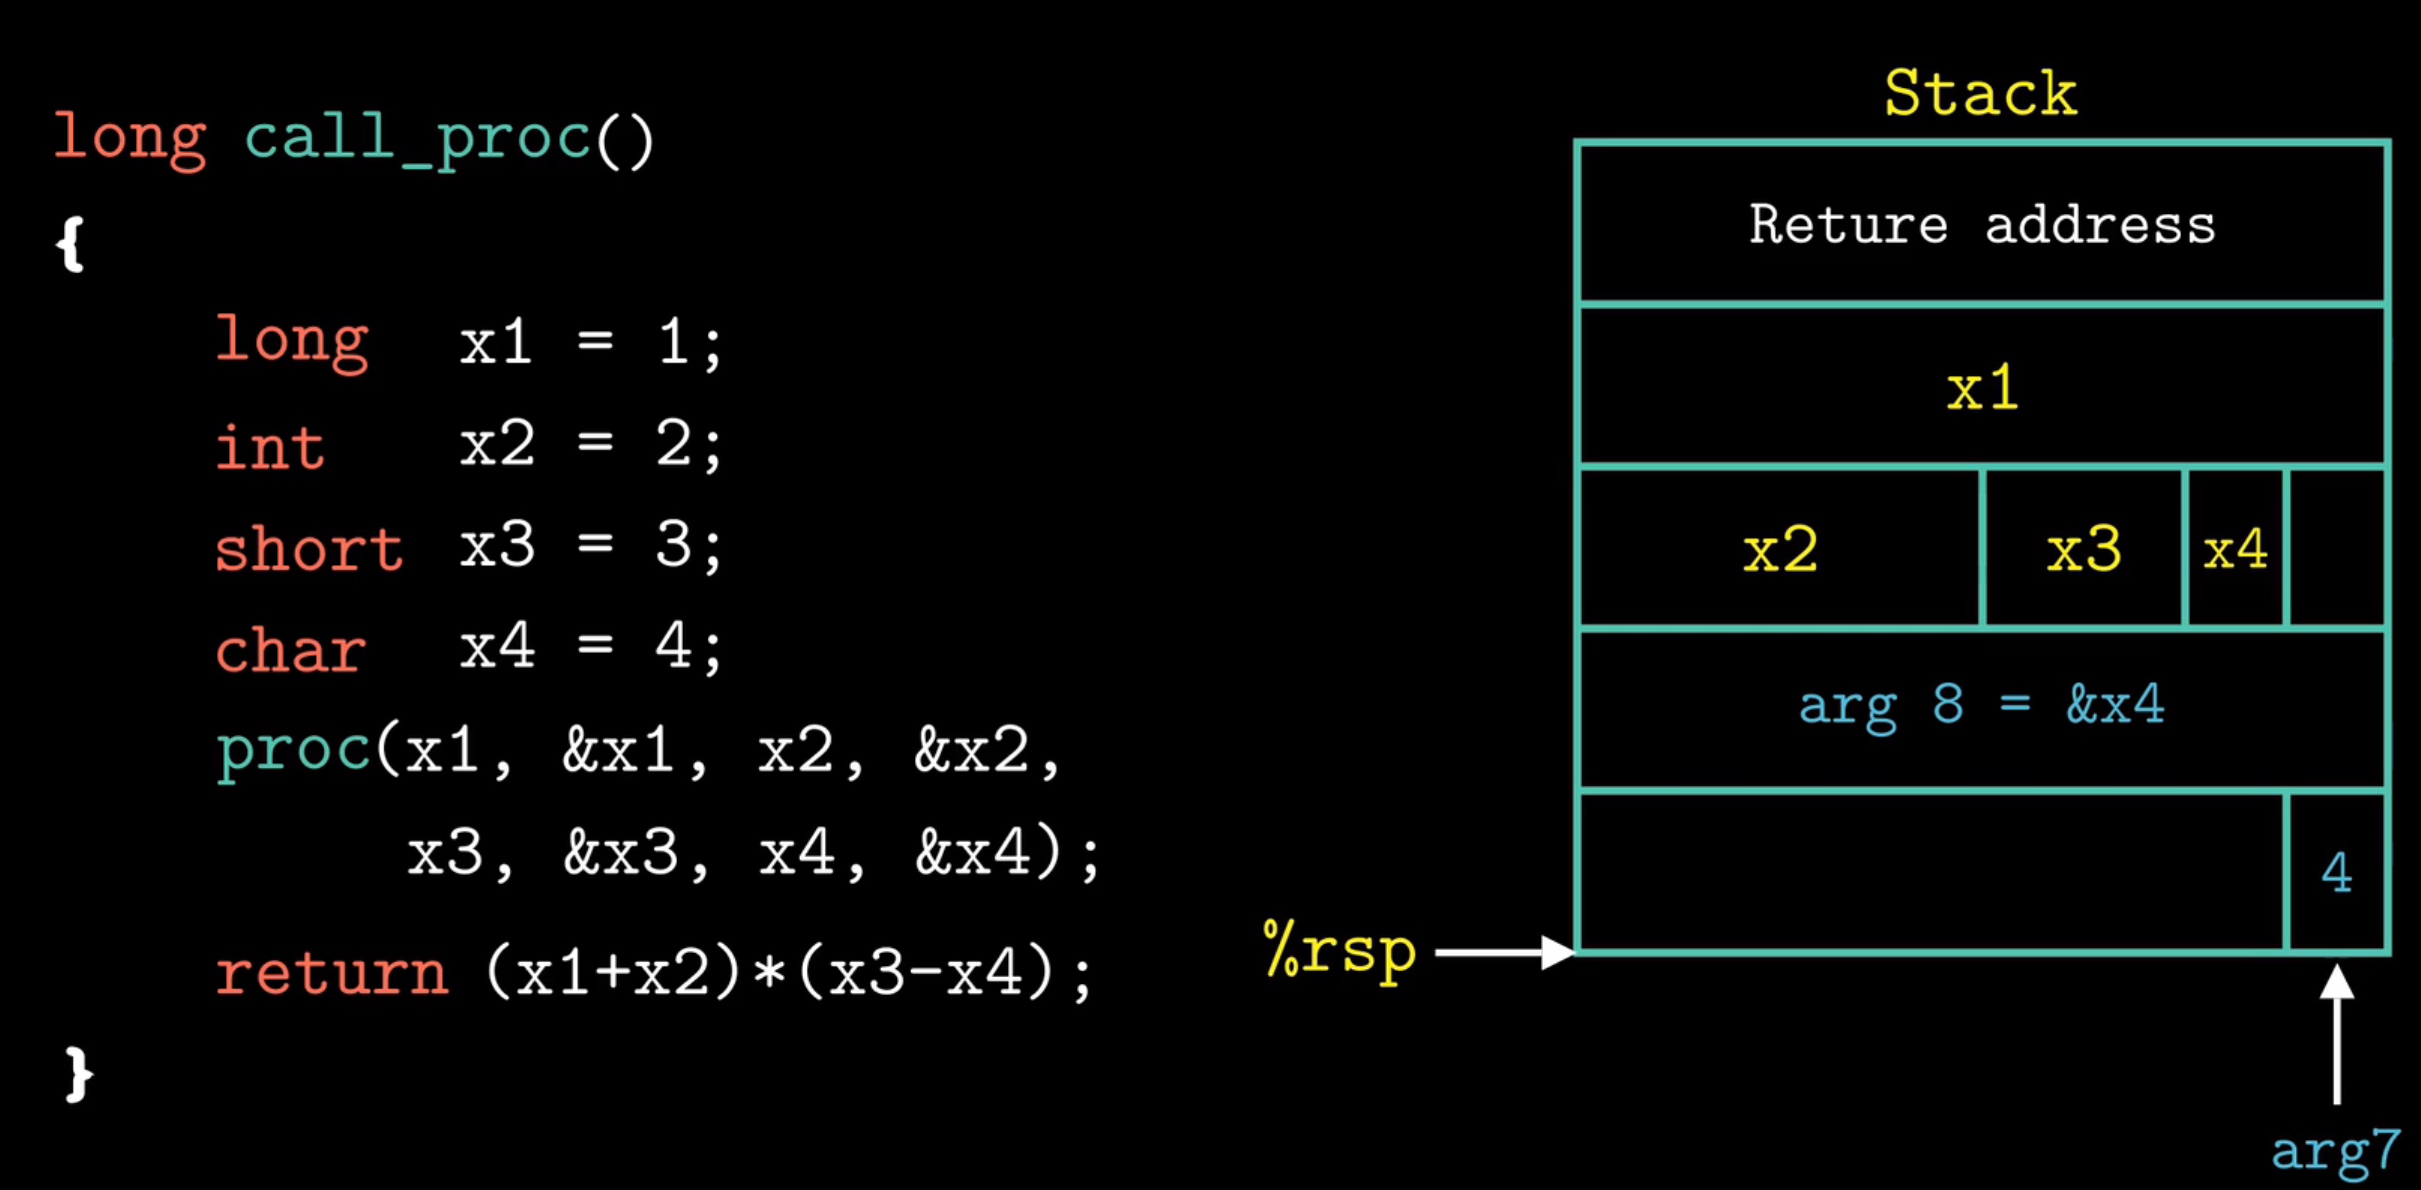 long call_proc()
{
long x1 = 1;
int x2 = 2;
short x3 = 3;
char x4 = 4;
proc(x1, &x1, x2, &x2,
x3, &x3, x4, &x4);
return (x1+x2)*(x3-x4);
}
Stack
Reture address
x1
x2 x3 x4
arg 8 = &x4
4
%rsp
arg7